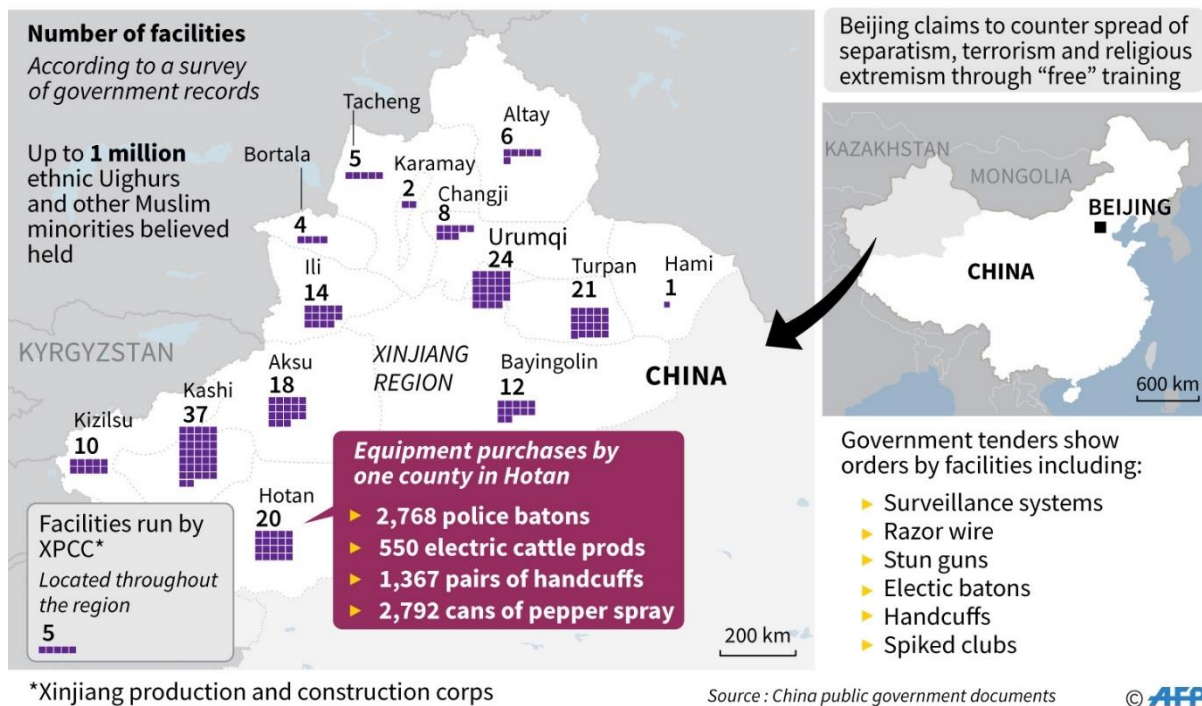 Number of facilities
According to a survey
of government records
Up to 1 million
ethnic Uighurs
and other Muslim
minorities believed
held
Tacheng
5
Altay
6
Bortala
4
Karamay
2
Changji
8
Urumqi
24
Turpan
21
Hami
1
Ili
14
KYRGYZSTAN
Aksu
18
XINJIANG
REGION
Bayingolin
12
CHINA
Kashi
37
Kizilsu
10
Hotan
20
Equipment purchases by
one county in Hotan
2,768 police batons
550 electric cattle prods
1,367 pairs of handcuffs
2,792 cans of pepper spray
Facilities run by
XPCC*
Located throughout
the region
5
200 km
Beijing claims to counter spread of
separatism, terrorism and religious
extremism through “free” training
KAZAKHSTAN
MONGOLIA
BEIJING
CHINA
600 km
Government tenders show
orders by facilities including:
Surveillance systems
Razor wire
Stun guns
Electic batons
Handcuffs
Spiked clubs
*Xinjiang production and construction corps
Source : China public government documents
© AFP